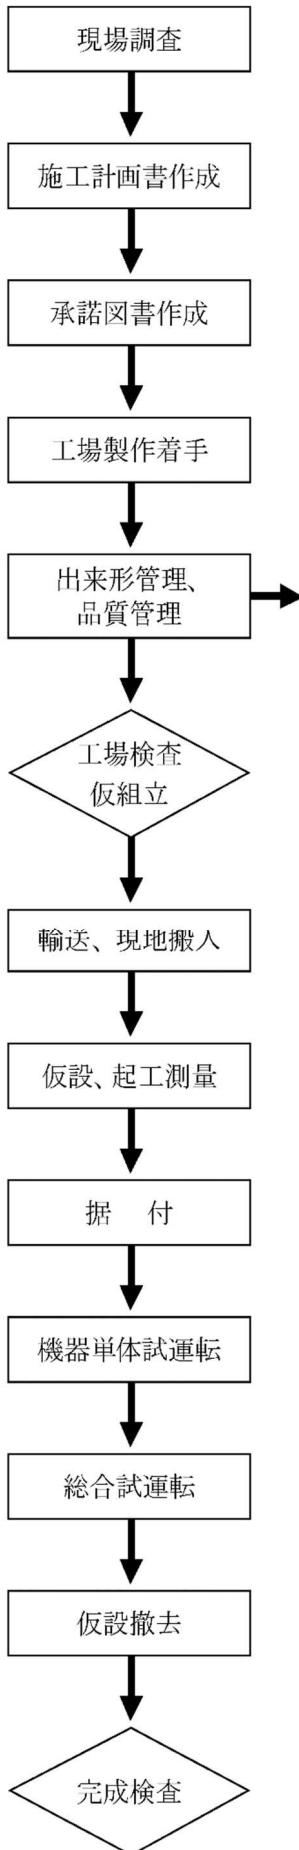 現場調査
施工計画書作成
承諾図書作成
工場製作着手
出来形管理、
品質管理
工場検査
仮組立
輸送、現地搬入
仮設、起工測量
据　付
機器単体試運転
総合試運転
仮設撤去
完成検査